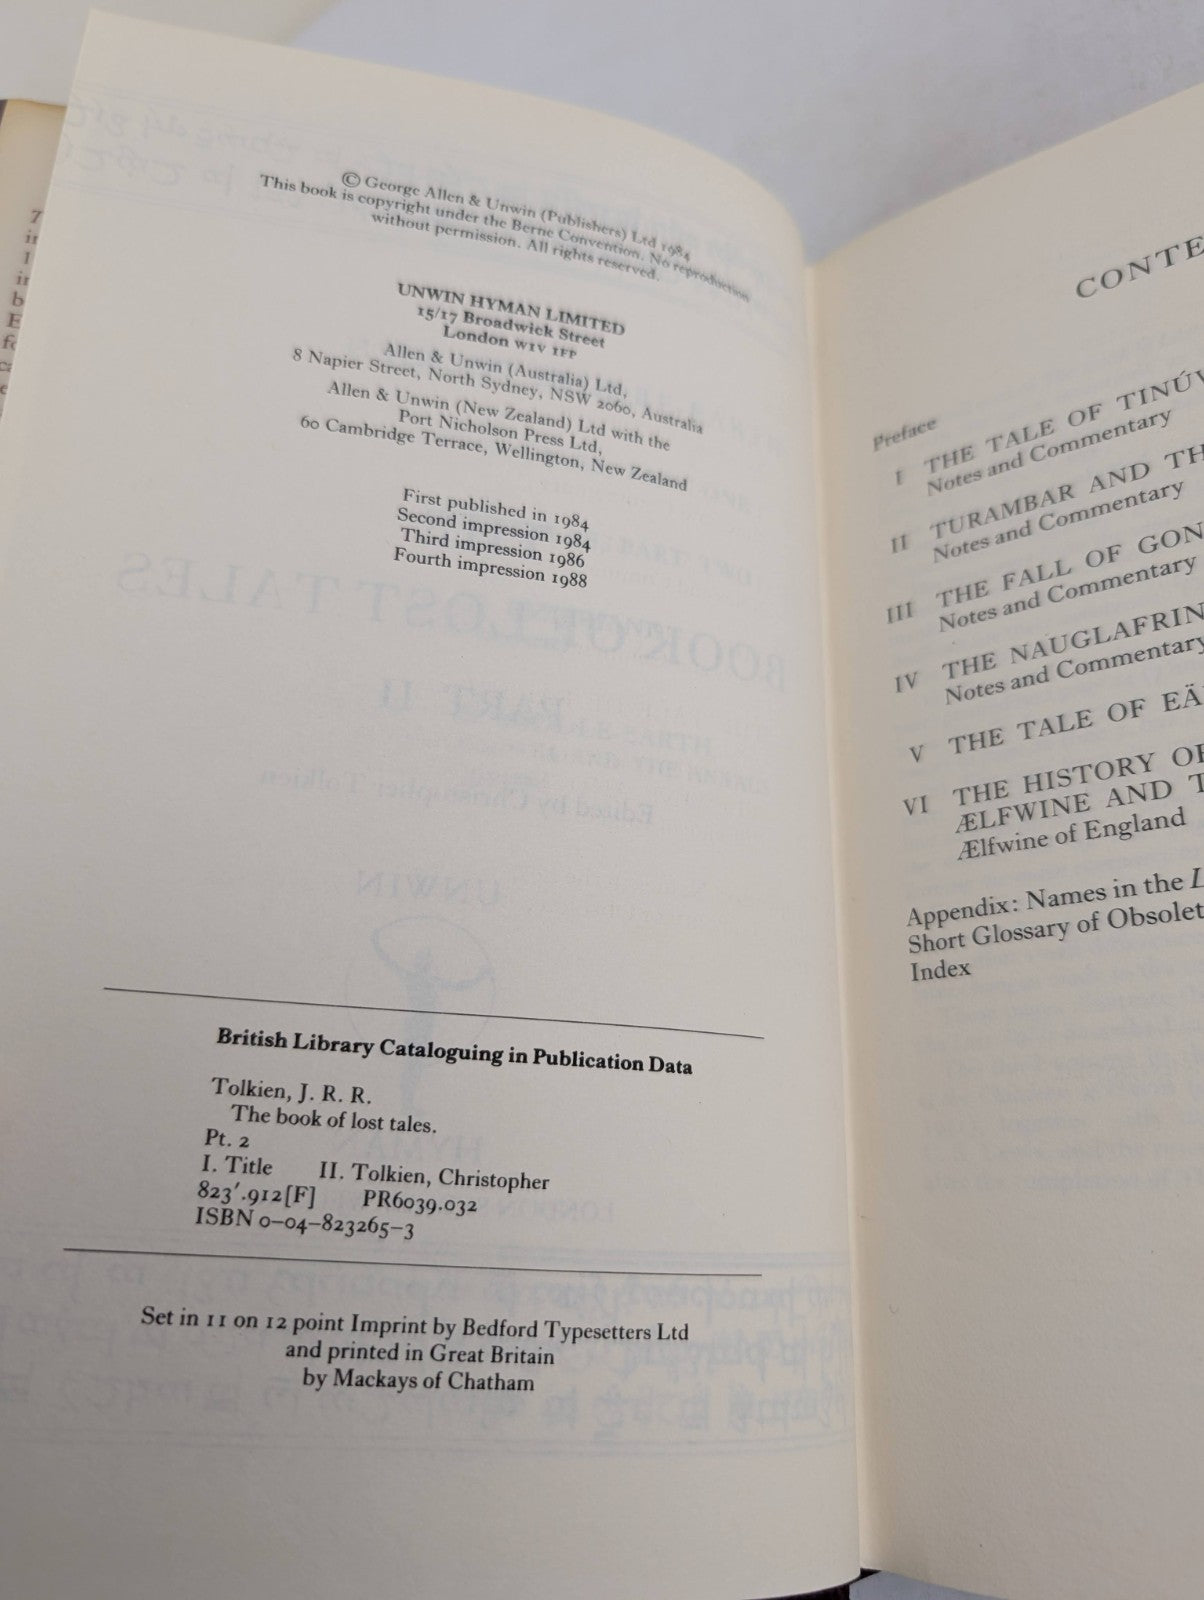 © George Allen & Unwin (Publishers) Ltd 1984
This book is copyright under the Berne Convention. No reproduction
without permission. All rights reserved.
UNWIN HYMAN LIMITED
15/17 Broadwick Street
London W1V 1FP
Allen & Unwin (Australia) Ltd,
8 Napier Street, North Sydney, NSW 2060, Australia
Allen & Unwin (New Zealand) Ltd with the
Port Nicholson Press Ltd,
60 Cambridge Terrace, Wellington, New Zealand
First published in 1984
Second impression 1984
Third impression 1986
Fourth impression 1988
British Library Cataloguing in Publication Data
Tolkien, J. R. R.
The book of lost tales.
Pt. 2
I. Title II. Tolkien, Christopher
823'.912[F] PR6039.032
ISBN 0–04–823265–3
Set in 11 on 12 point Imprint by Bedford Typesetters Ltd
and printed in Great Britain
by Mackays of Chatham
CONTE
Preface
I THE TALE OF TINÚV
Notes and Commentary
II TURAMBAR AND TH
Notes and Commentary
III THE FALL OF GON
Notes and Commentary
IV THE NAUGLAFRIN
Notes and Commentary
V THE TALE OF EÄ
VI THE HISTORY OF
ÆLFWINE AND T
Ælfwine of England
Appendix: Names in the L
Short Glossary of Obsolet
Index